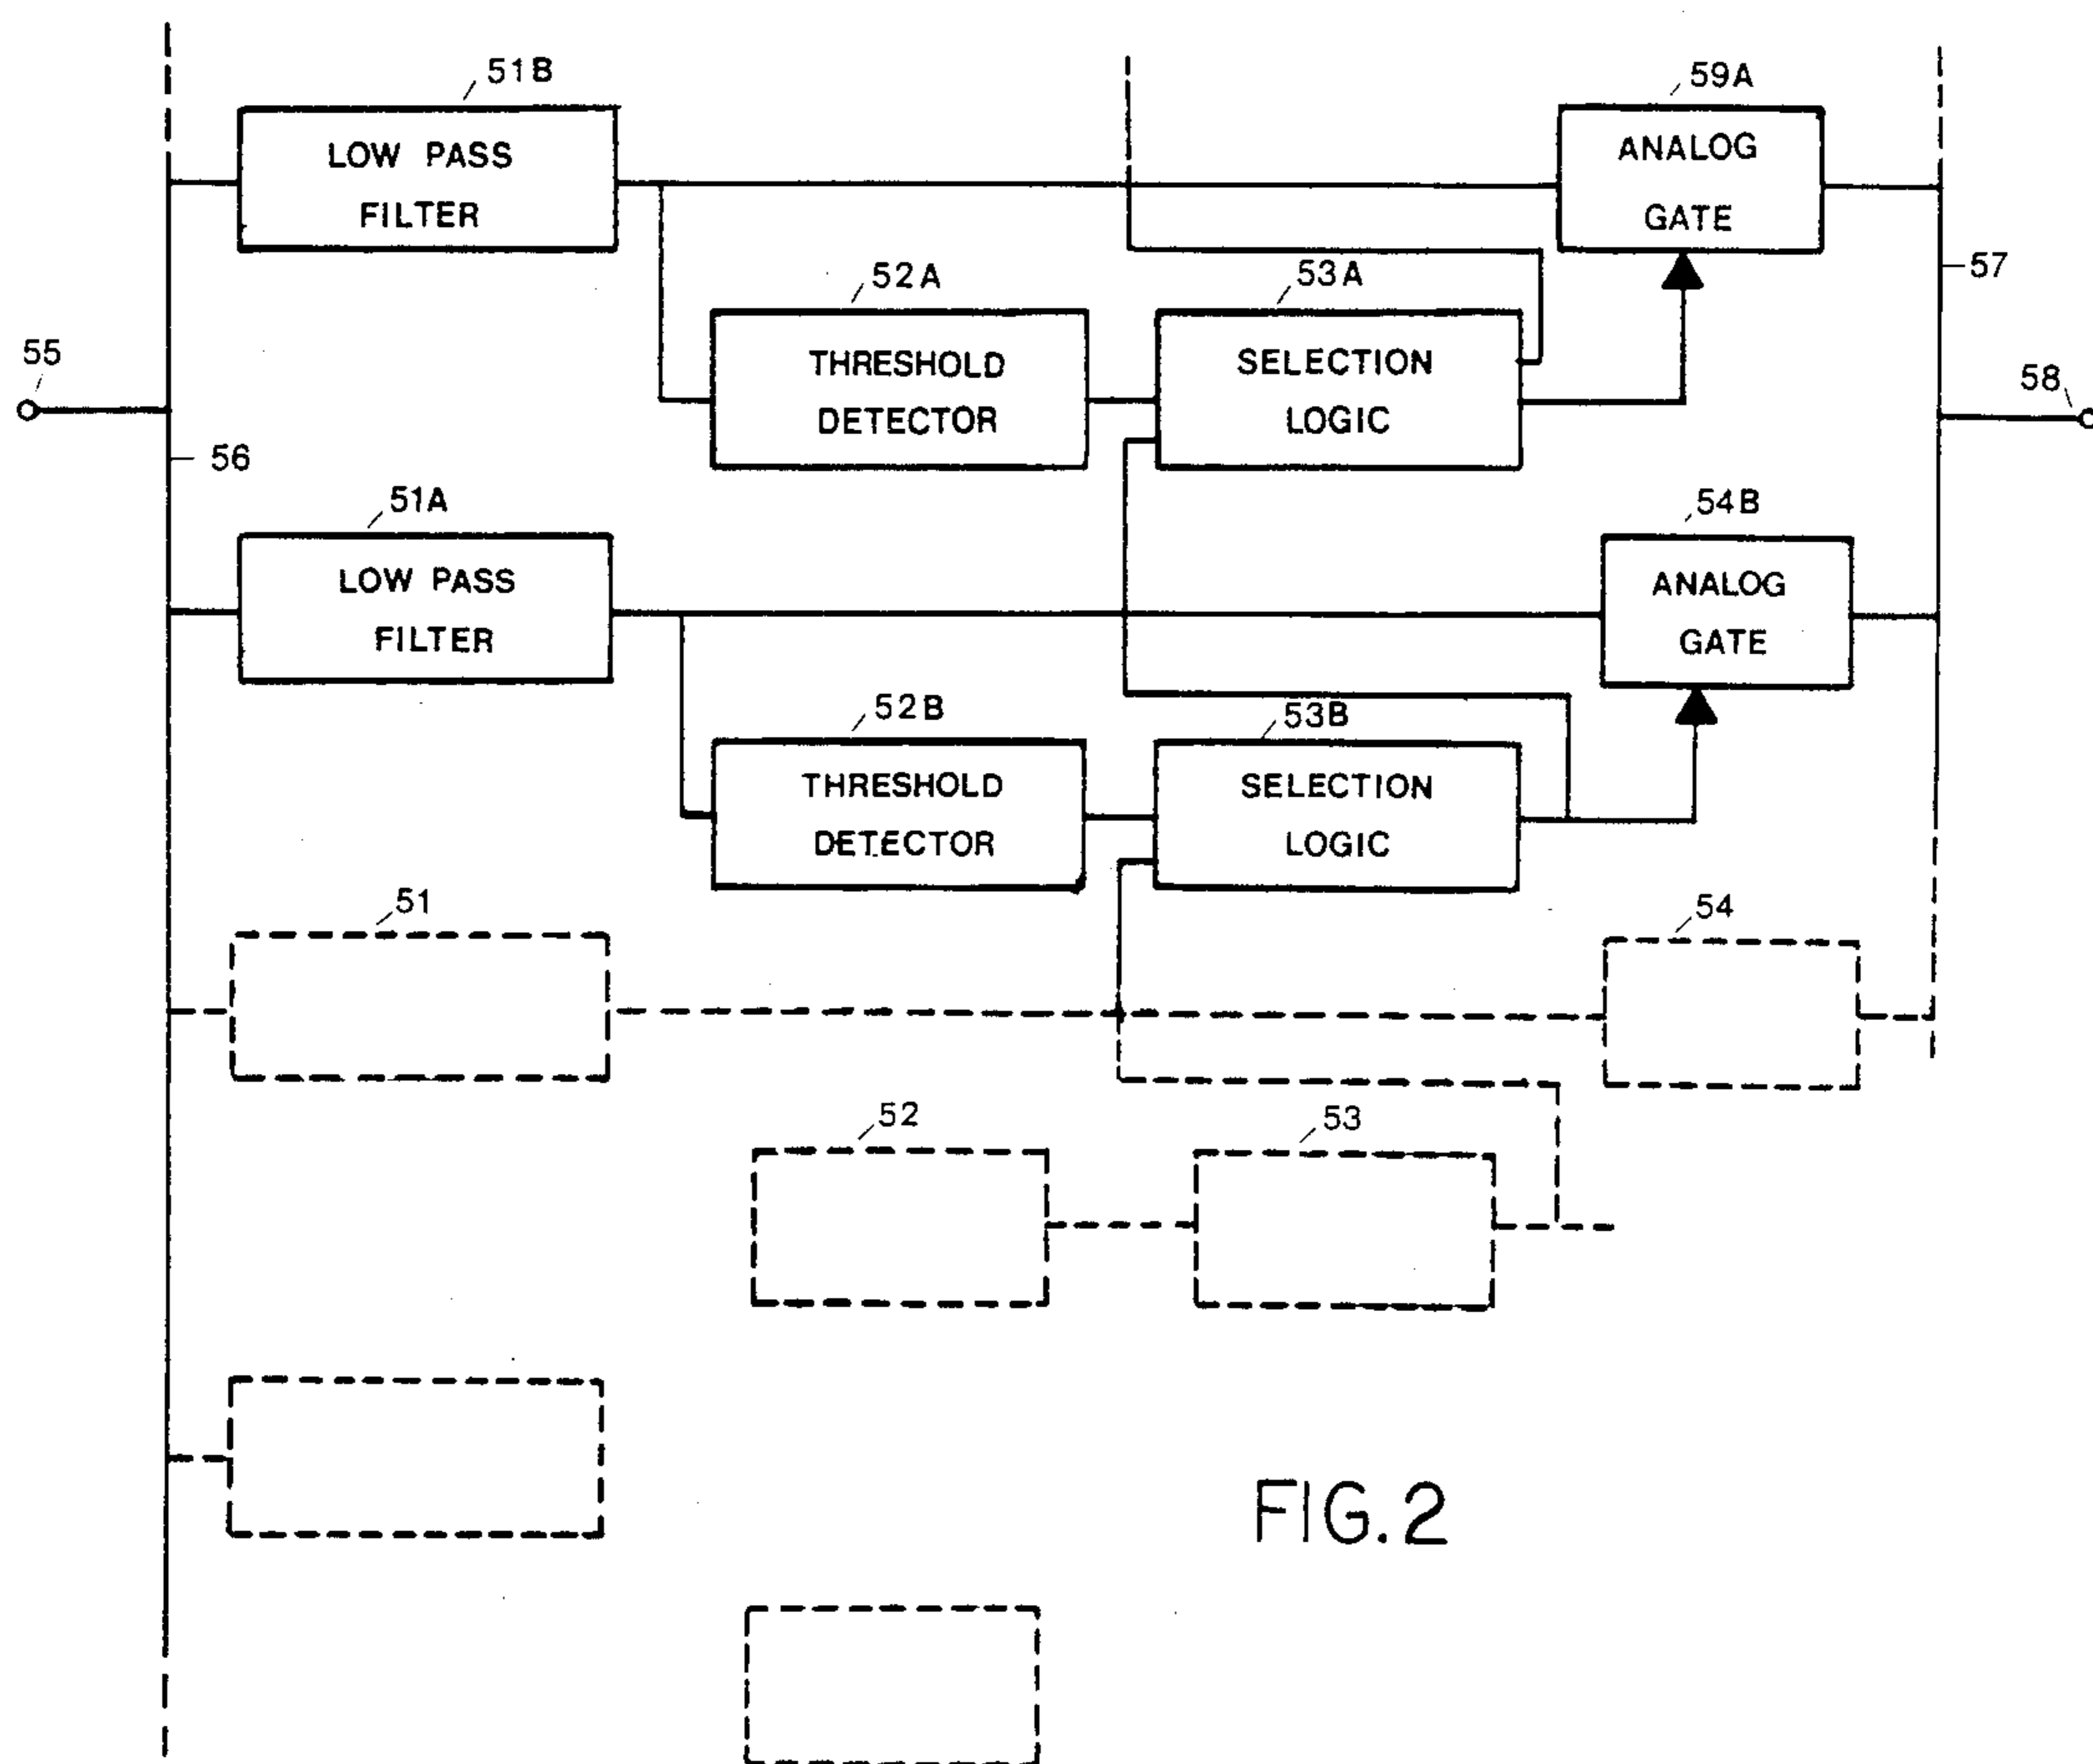 51B
59A
LOW PASS
FILTER
ANALOG
GATE
57
52A
53A
55
THRESHOLD
DETECTOR
SELECTION
LOGIC
58
56
51A
54B
LOW PASS
FILTER
ANALOG
GATE
52B
53B
THRESHOLD
DETECTOR
SELECTION
LOGIC
51
54
52
53
FIG.2